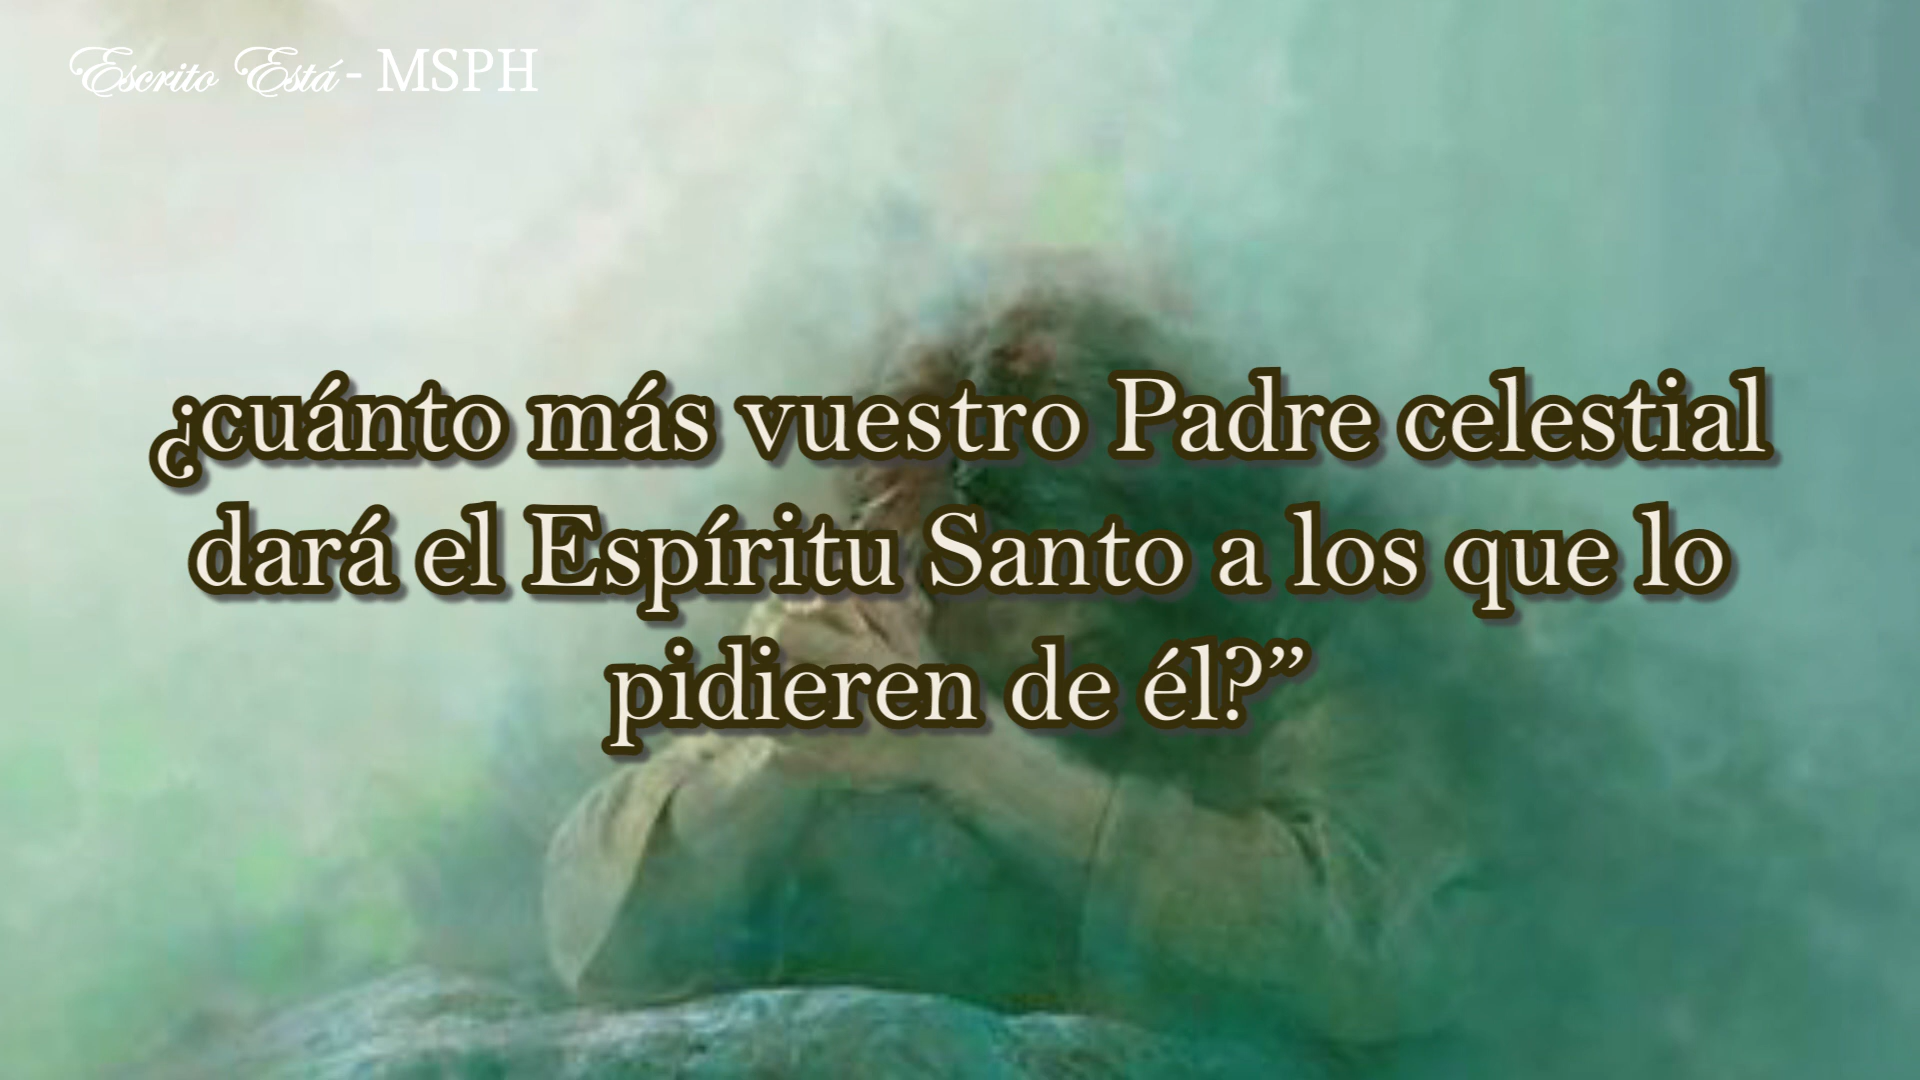 Escrito Está - MSPH
¿cuánto más vuestro Padre celestial
dará el Espíritu Santo a los que lo
pidieren de él?”